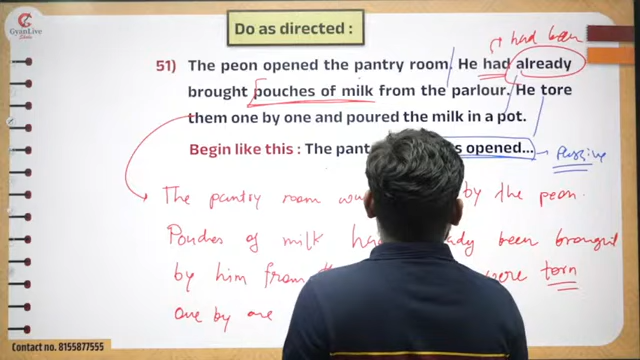 GyanLive
Do as directed :
had been
51) The peon opened the pantry room. He had already
brought pouches of milk from the parlour. He tore
them one by one and poured the milk in a pot.
Begin like this : The pant s opened...
Passive
The pantry room by the peon.
Pouches of milk been brought
by him from were torn
one by one
Contact no. 8155877555